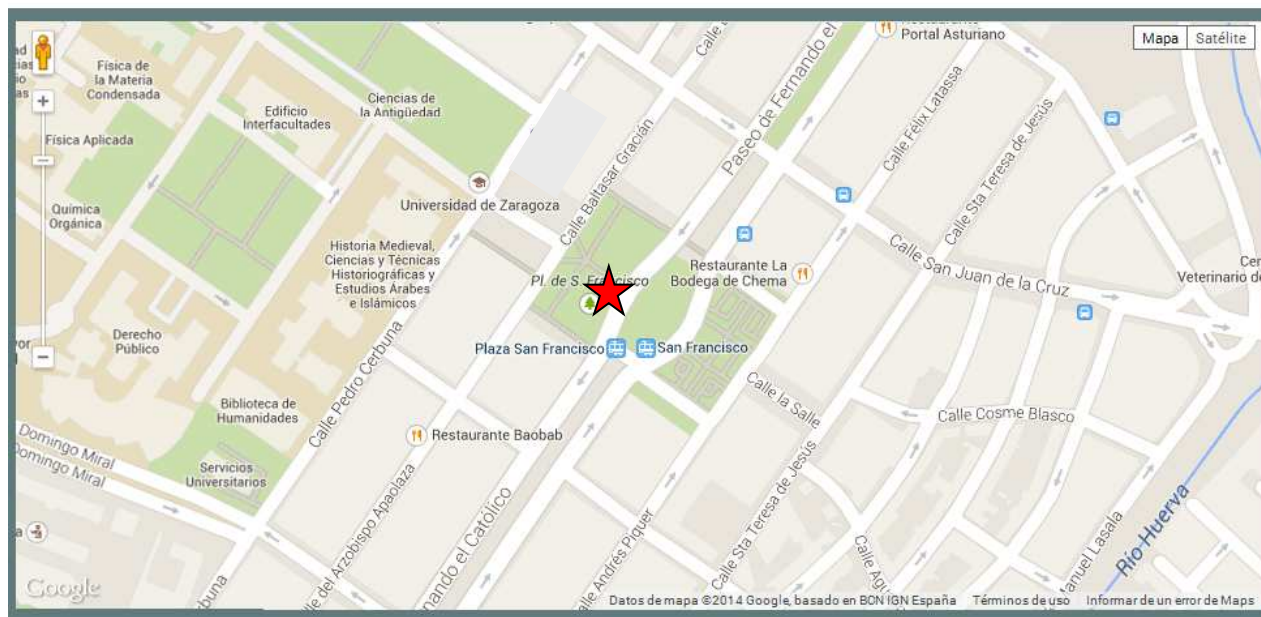 Restaurante
Portal Asturiano
Mapa
Satélite
Física de
la Materia
Condensada
Ciencias de
la Antigüedad
Edificio
Interfacultades
Física Aplicada
Paseo de Fernando el
Calle Félix Latassa
Calle Sta Teresa de Jesús
Calle Baltasar Gracián
Universidad de Zaragoza
Química
Orgánica
Historia Medieval,
Ciencias y Técnicas
Historiográficas y
Estudios Árabes
e Islámicos
Pl. de S. Francisco
Restaurante La
Bodega de Chema
Calle San Juan de la Cruz
Veterinario de
Derecho
Público
Plaza San Francisco
San Francisco
Calle Pedro Cerbuna
Calle la Salle
Biblioteca de
Humanidades
Calle Cosme Blasco
Restaurante Baobab
Domingo Miral
Domingo Miral
Servicios
Universitarios
Calle Sta Teresa de Jesús
Calle Andrés Piquer
Manuel Lasala
Río Huerva
Google
Datos de mapa ©2014 Google, basado en BCN IGN España
Términos de uso
Informar de un error de Maps